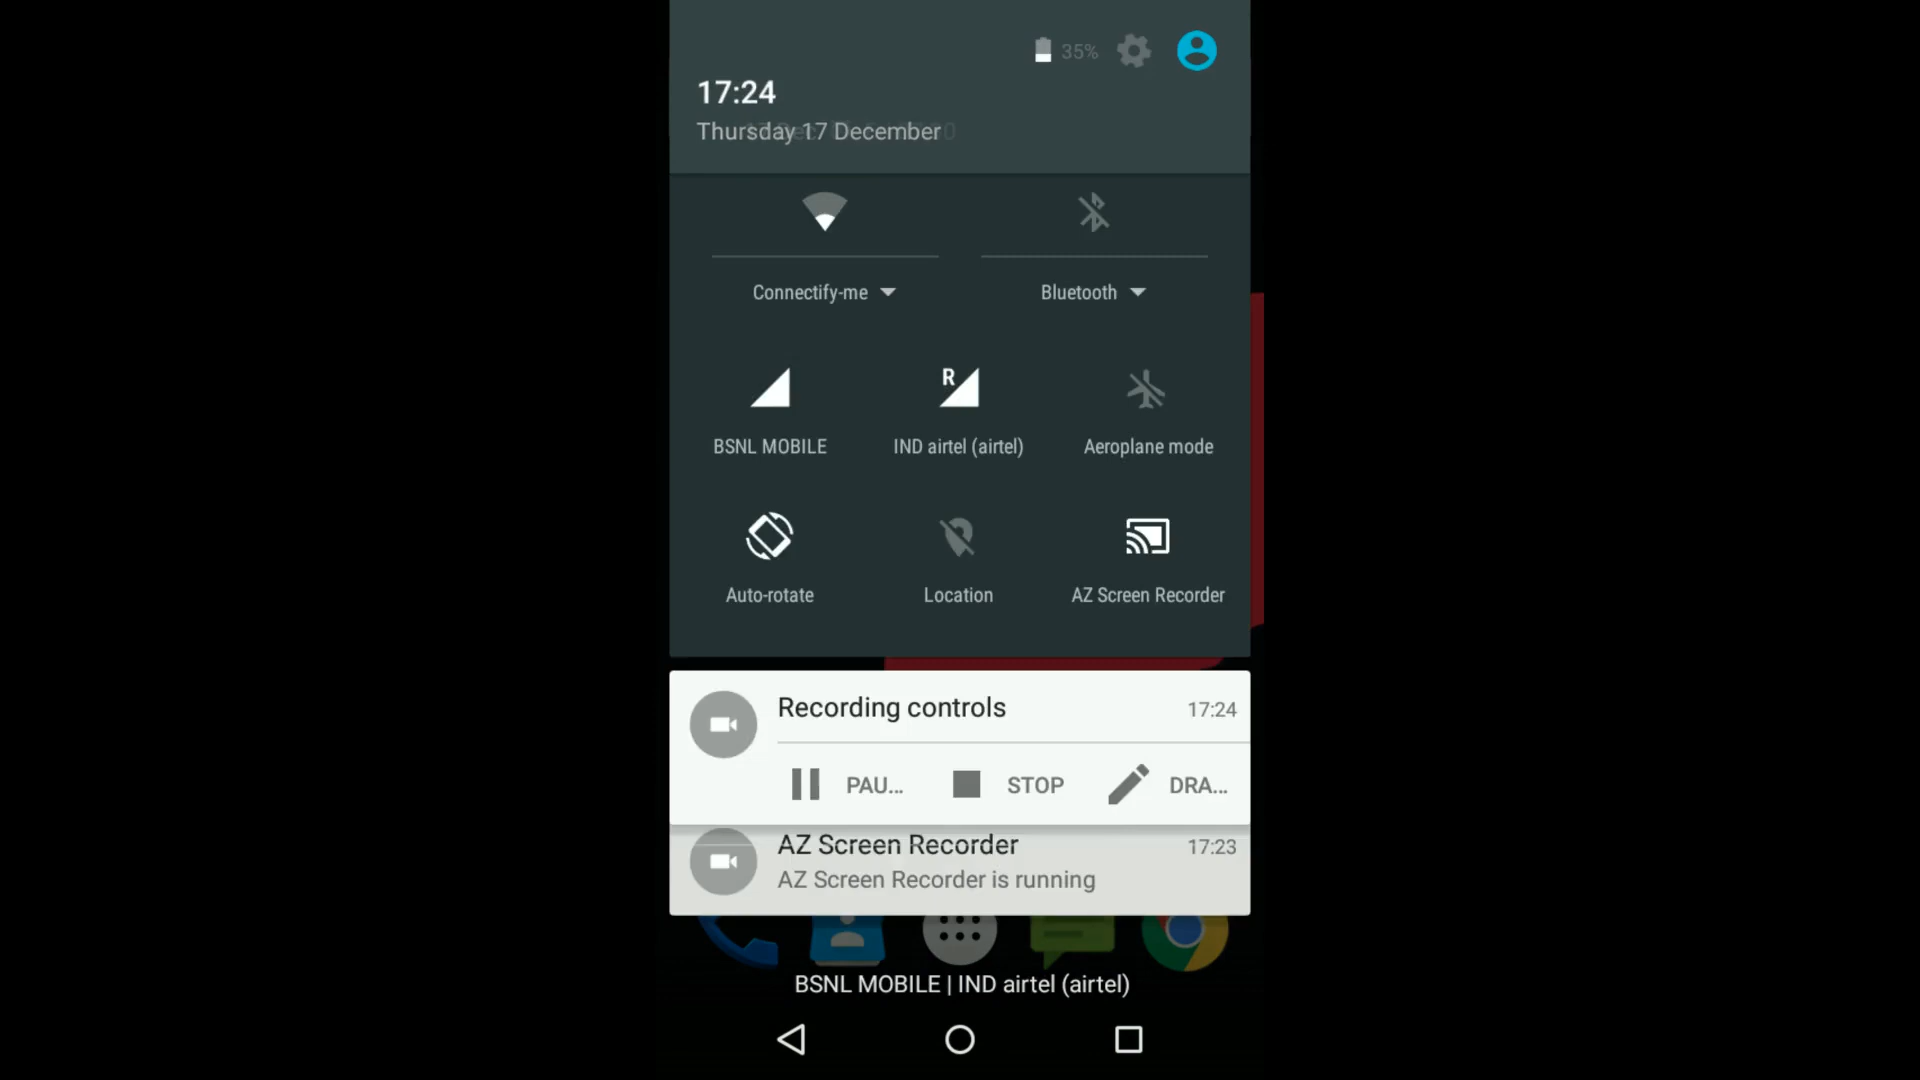 35%
17:24
Thursday 17 December
Connectify-me
Bluetooth
BSNL MOBILE
R
IND airtel (airtel)
Aeroplane mode
Auto-rotate
Location
AZ Screen Recorder
Recording controls
17:24
PAU...
STOP
DRA...
AZ Screen Recorder
17:23
AZ Screen Recorder is running
BSNL MOBILE | IND airtel (airtel)